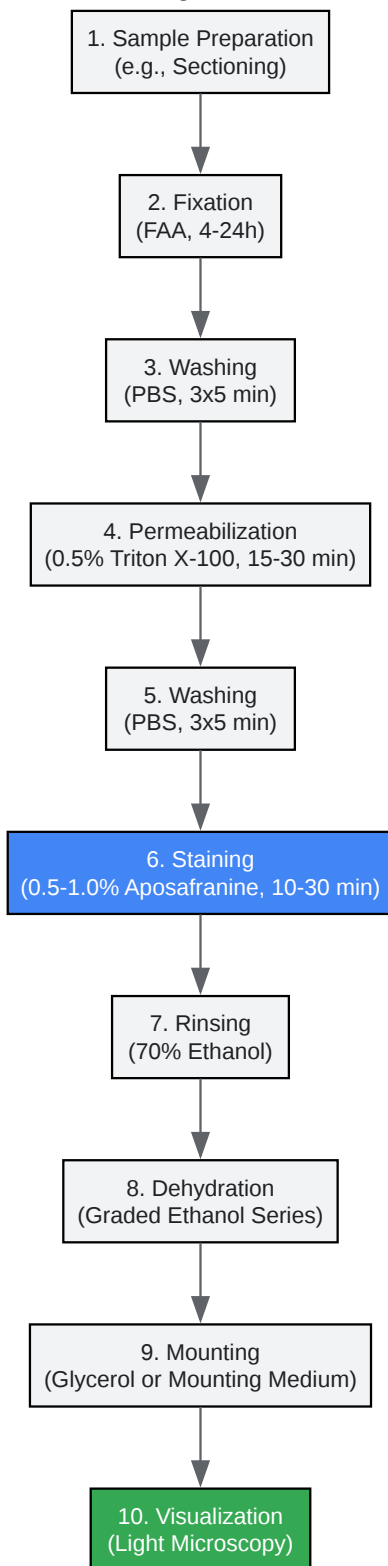 1. Sample Preparation
(e.g., Sectioning)
2. Fixation
(FAA, 4-24h)
3. Washing
(PBS, 3x5 min)
4. Permeabilization
(0.5% Triton X-100, 15-30 min)
5. Washing
(PBS, 3x5 min)
6. Staining
(0.5-1.0% Aposafranine, 10-30 min)
7. Rinsing
(70% Ethanol)
8. Dehydration
(Graded Ethanol Series)
9. Mounting
(Glycerol or Mounting Medium)
10. Visualization
(Light Microscopy)